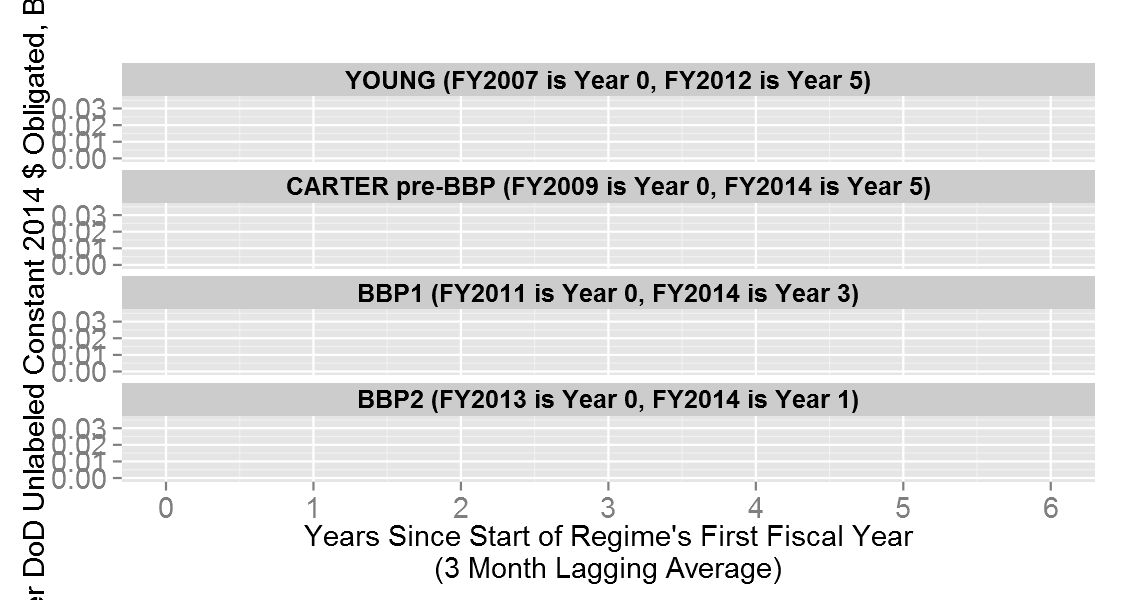 er DoD Unlabeled Constant 2014 $ Obligated, B
YOUNG (FY2007 is Year 0, FY2012 is Year 5)
0.03
0.02
0.01
0.00
CARTER pre-BBP (FY2009 is Year 0, FY2014 is Year 5)
0.03
0.02
0.01
0.00
BBP1 (FY2011 is Year 0, FY2014 is Year 3)
0.03
0.02
0.01
0.00
BBP2 (FY2013 is Year 0, FY2014 is Year 1)
0.03
0.02
0.01
0.00
0 1 2 3 4 5 6
Years Since Start of Regime's First Fiscal Year
(3 Month Lagging Average)